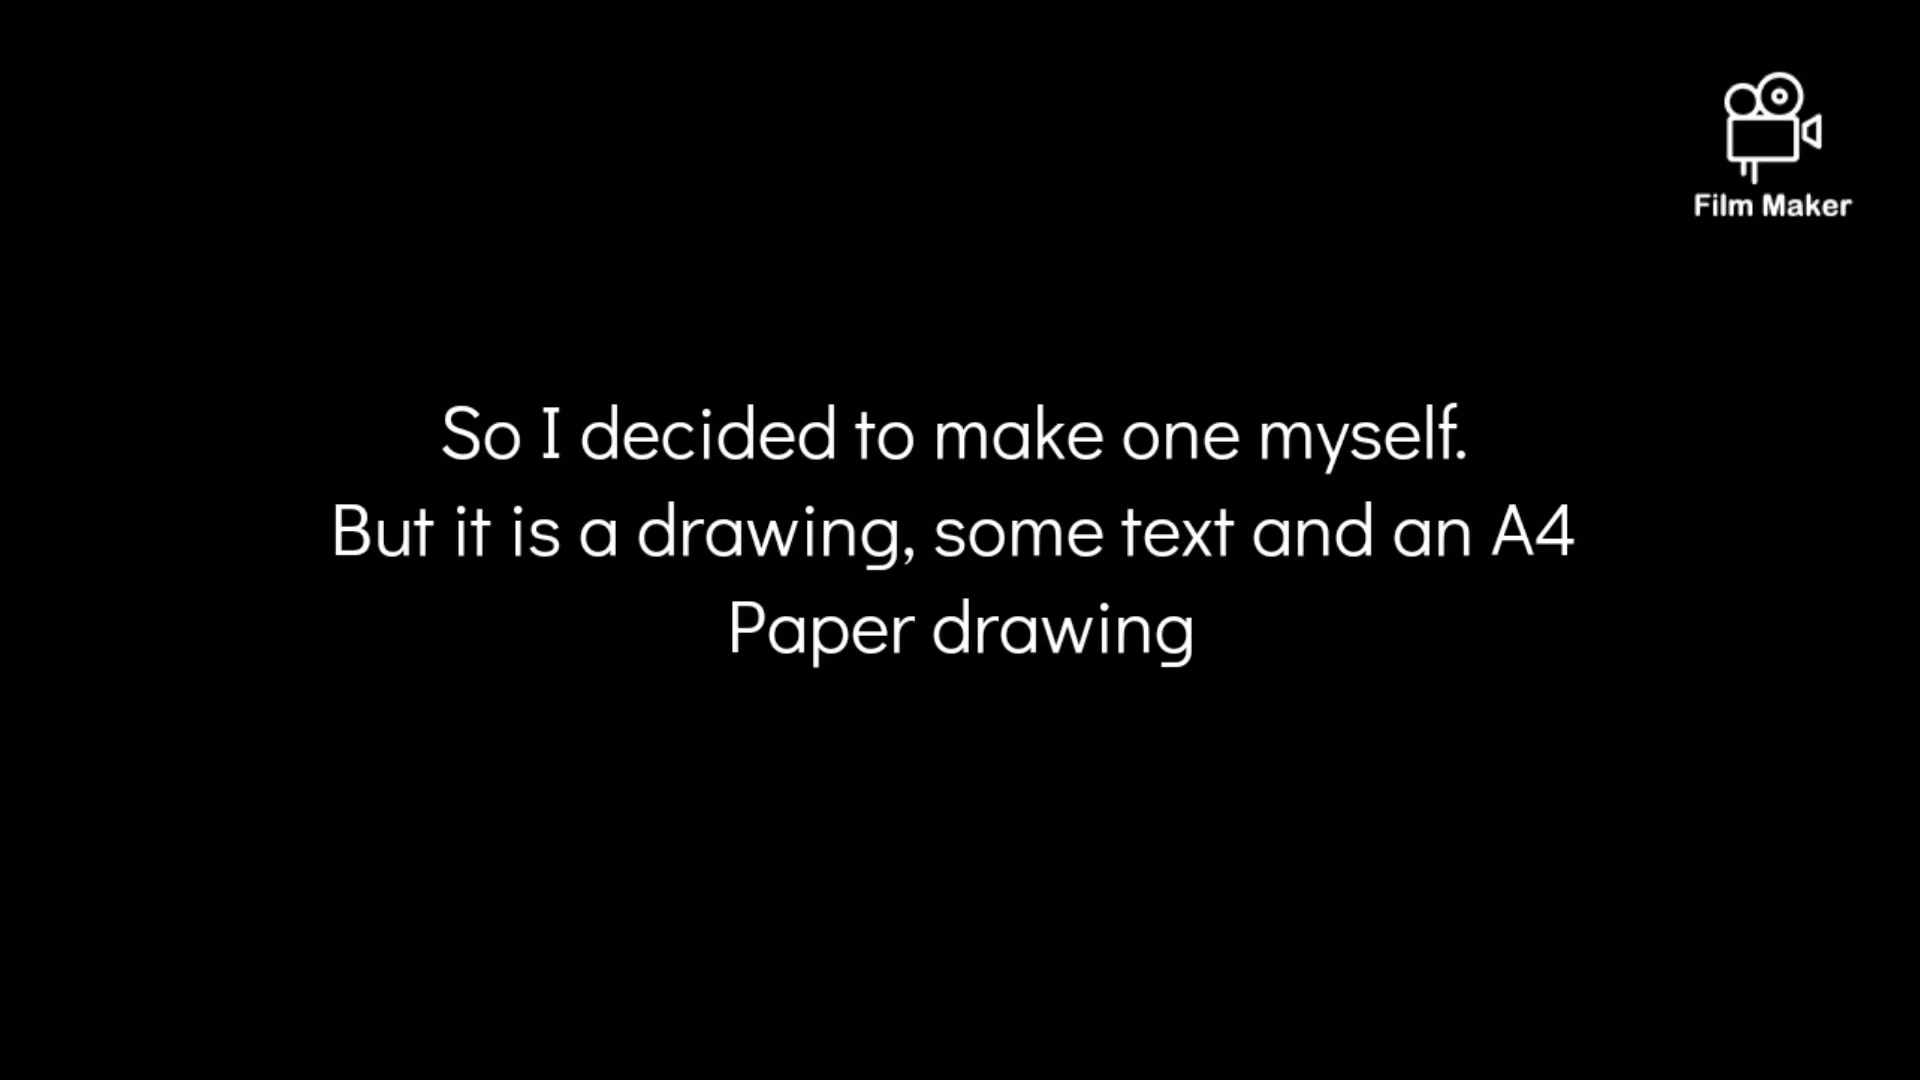 Film Maker
So I decided to make one myself.
But it is a drawing, some text and an A4
Paper drawing